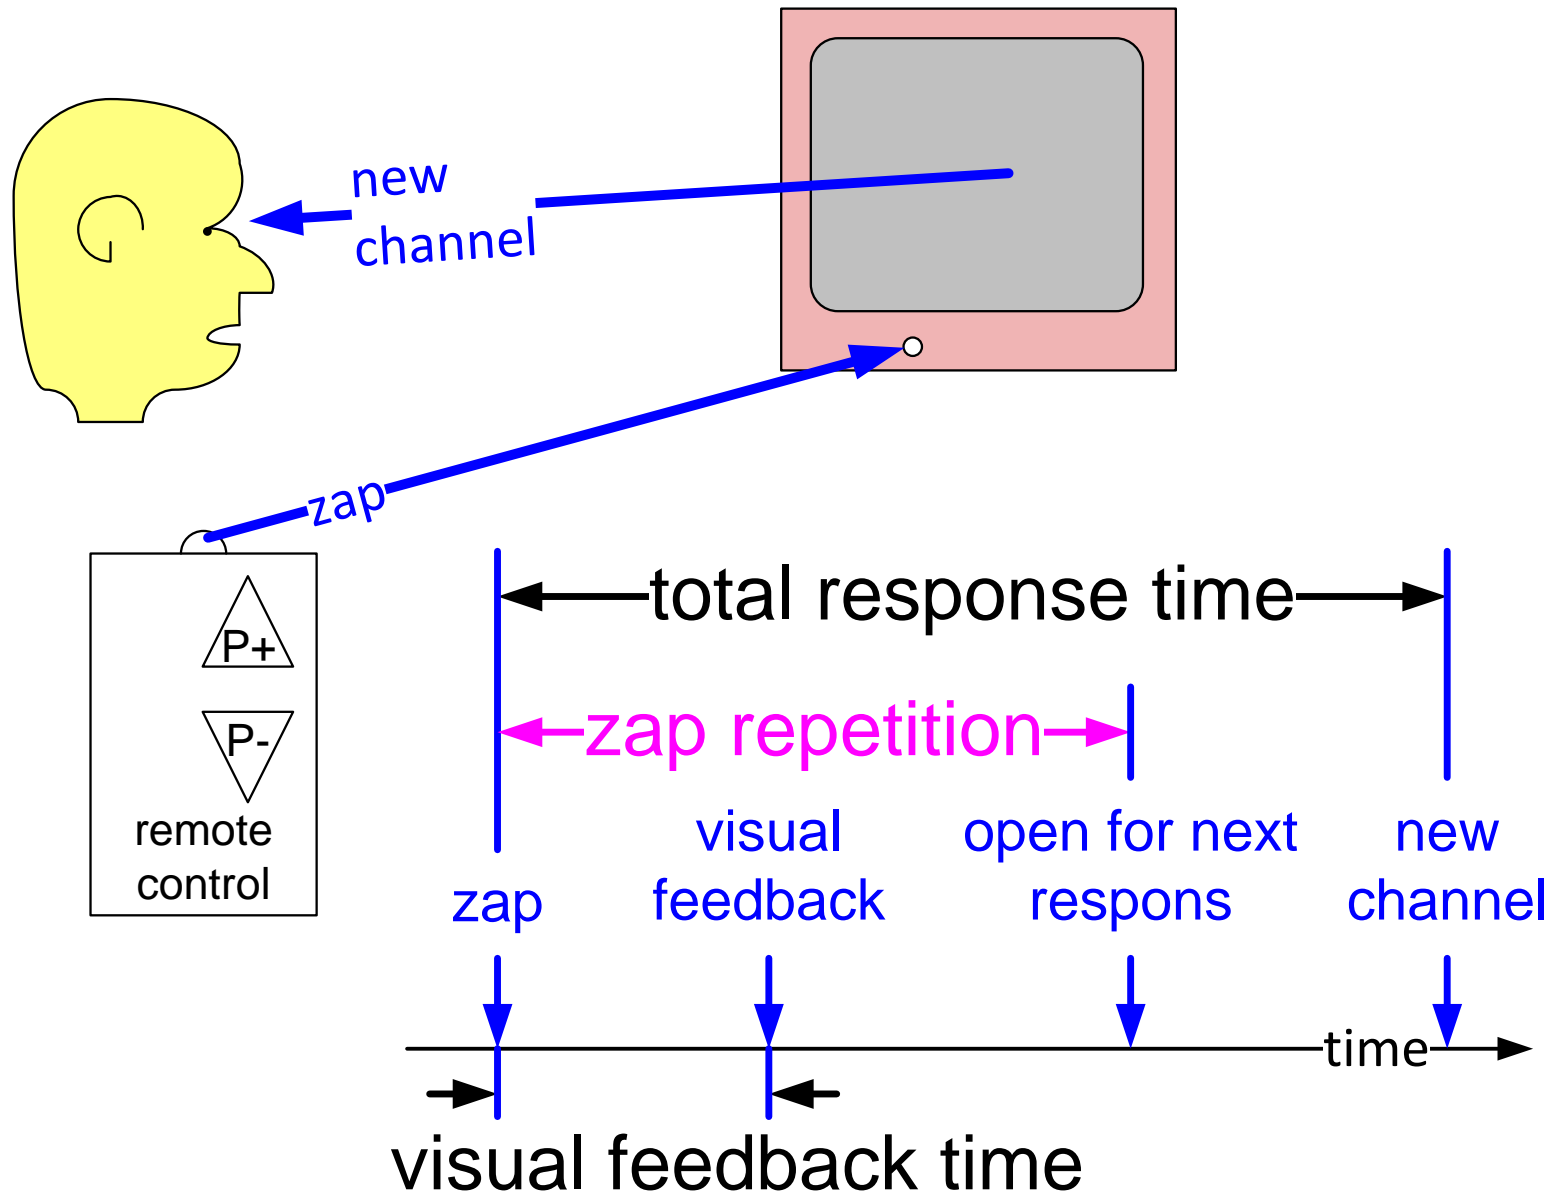 new
channel
zap
total response time
P+
zap repetition
P-
remote
control
visual
feedback
open for next
respons
new
channel
zap
time
visual feedback time